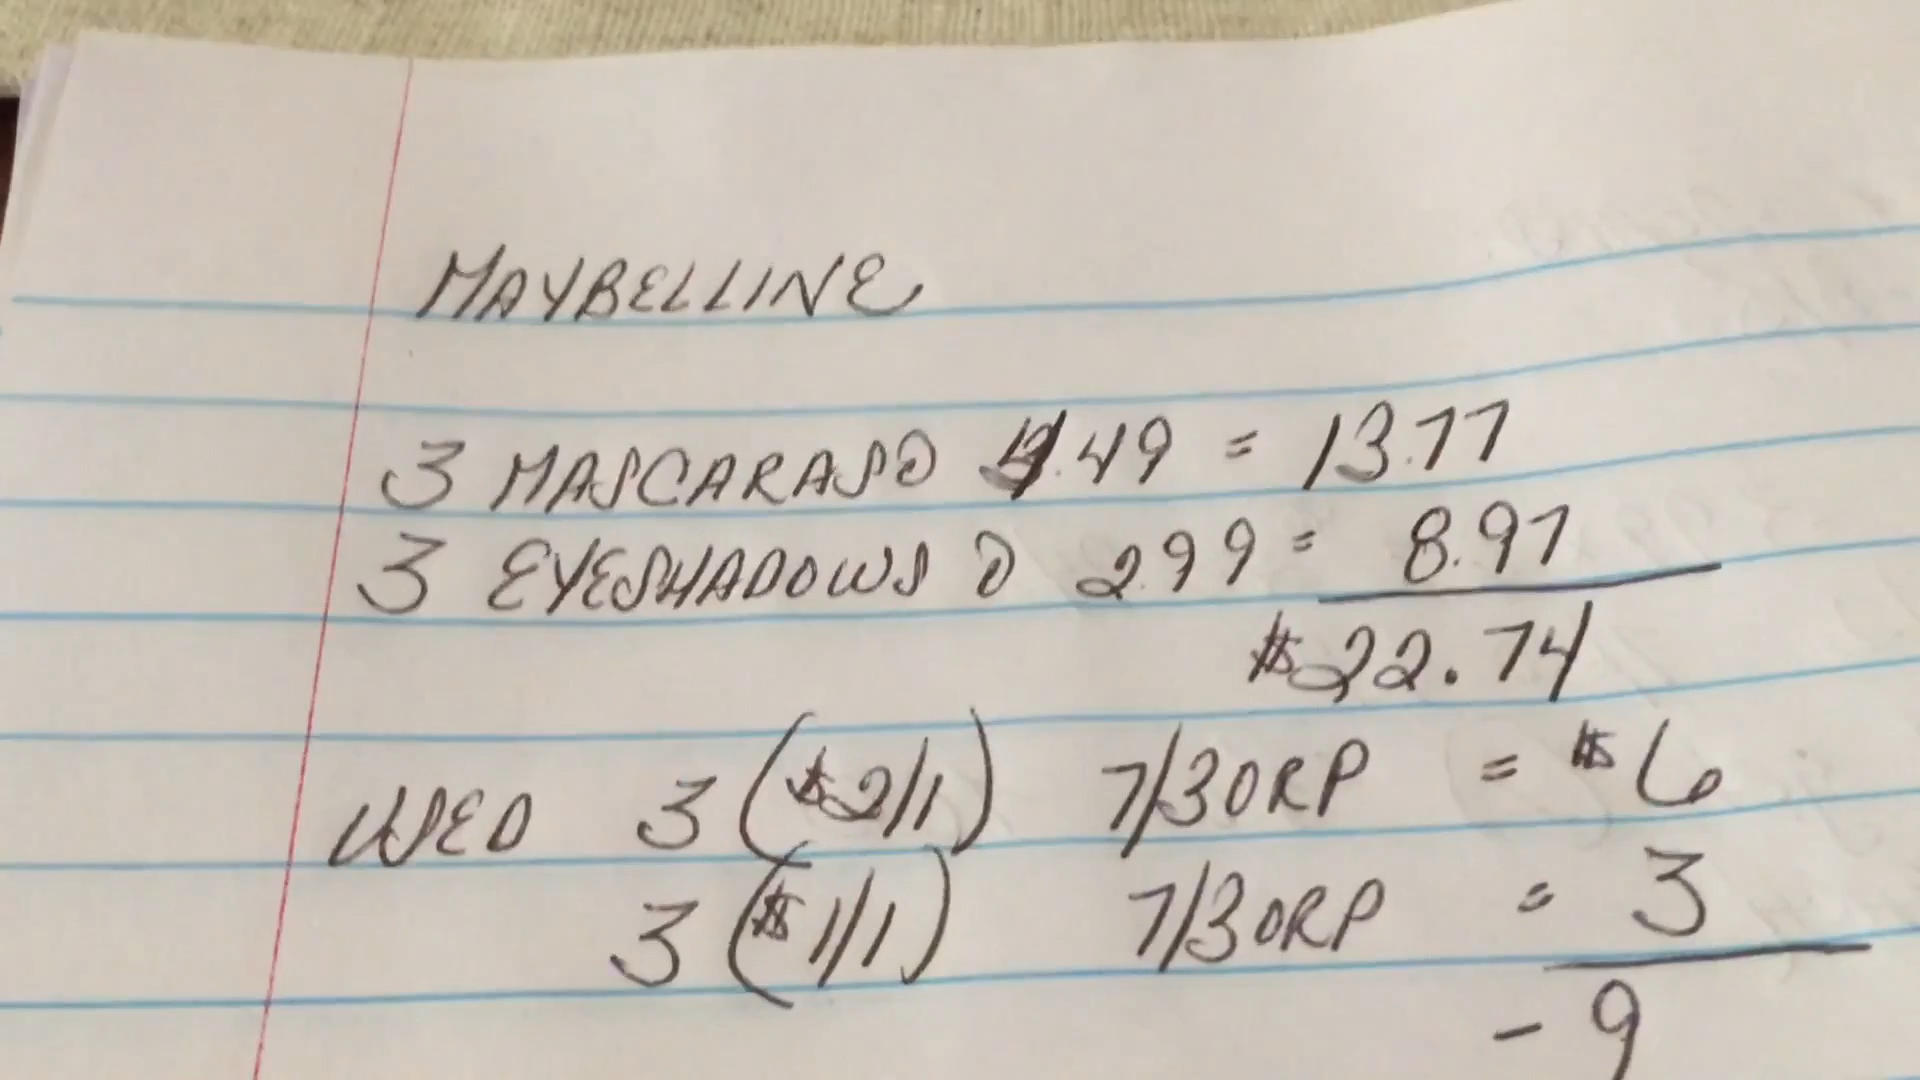 MAYBELLINE
3 MASCARAS @ 4.49 = 13.77
3 EYESHADOWS @ 2.99 = 8.97
$22.74
USED 3 ($2/1) 7/30RP = $6
3 ($1/1) 7/30RP = 3
- 9